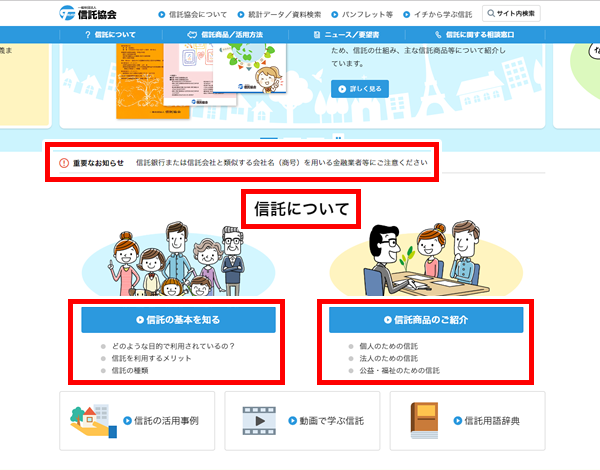 一般社団法人
信託協会
信託協会について
統計データ／資料検索
パンフレット等
イチから学ぶ信託
サイト内検索
信託について
信託商品／活用方法
ニュース／要望書
信託に関する相談窓口
ため、信託の仕組み、主な信託商品等について紹介し
ています。
詳しく見る
重要なお知らせ
信託銀行または信託会社と類似する会社名（商号）を用いる金融業者等にご注意ください
信託について
信託の基本を知る
どのような目的で利用されているの？
信託を利用するメリット
信託の種類
信託商品のご紹介
個人のための信託
法人のための信託
公益・福祉のための信託
信託の活用事例
動画で学ぶ信託
信託用語辞典